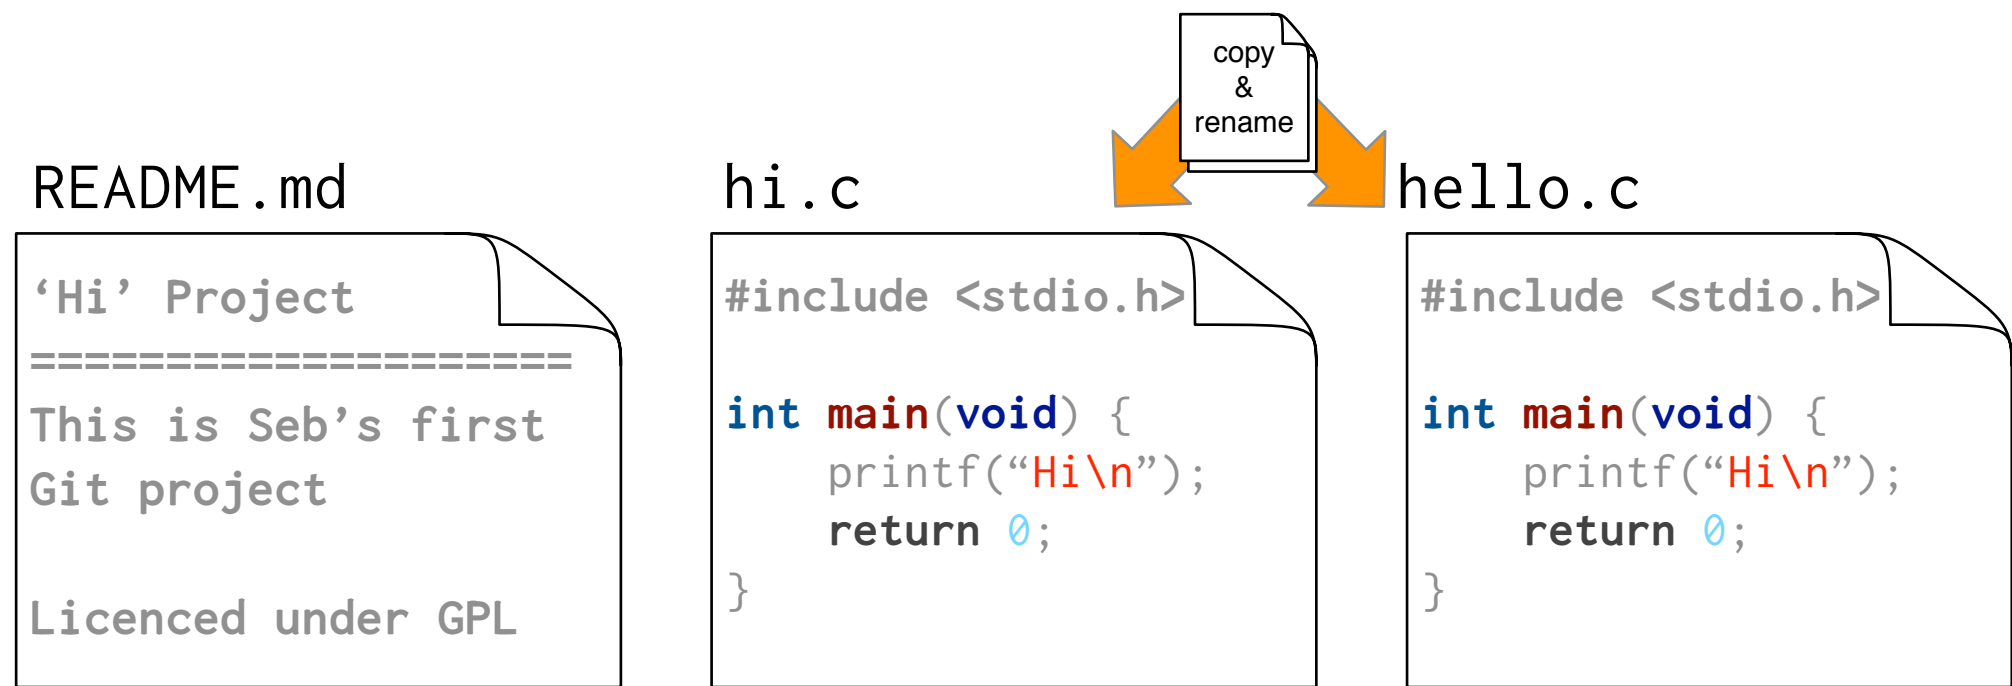 copy
&
rename
README.md
‘Hi’ Project
====================
This is Seb’s first
Git project
Licenced under GPL
hi.c
#include <stdio.h>
int main(void) {
    printf(“Hi\n”);
    return 0;
}
hello.c
#include <stdio.h>
int main(void) {
    printf(“Hi\n”);
    return 0;
}